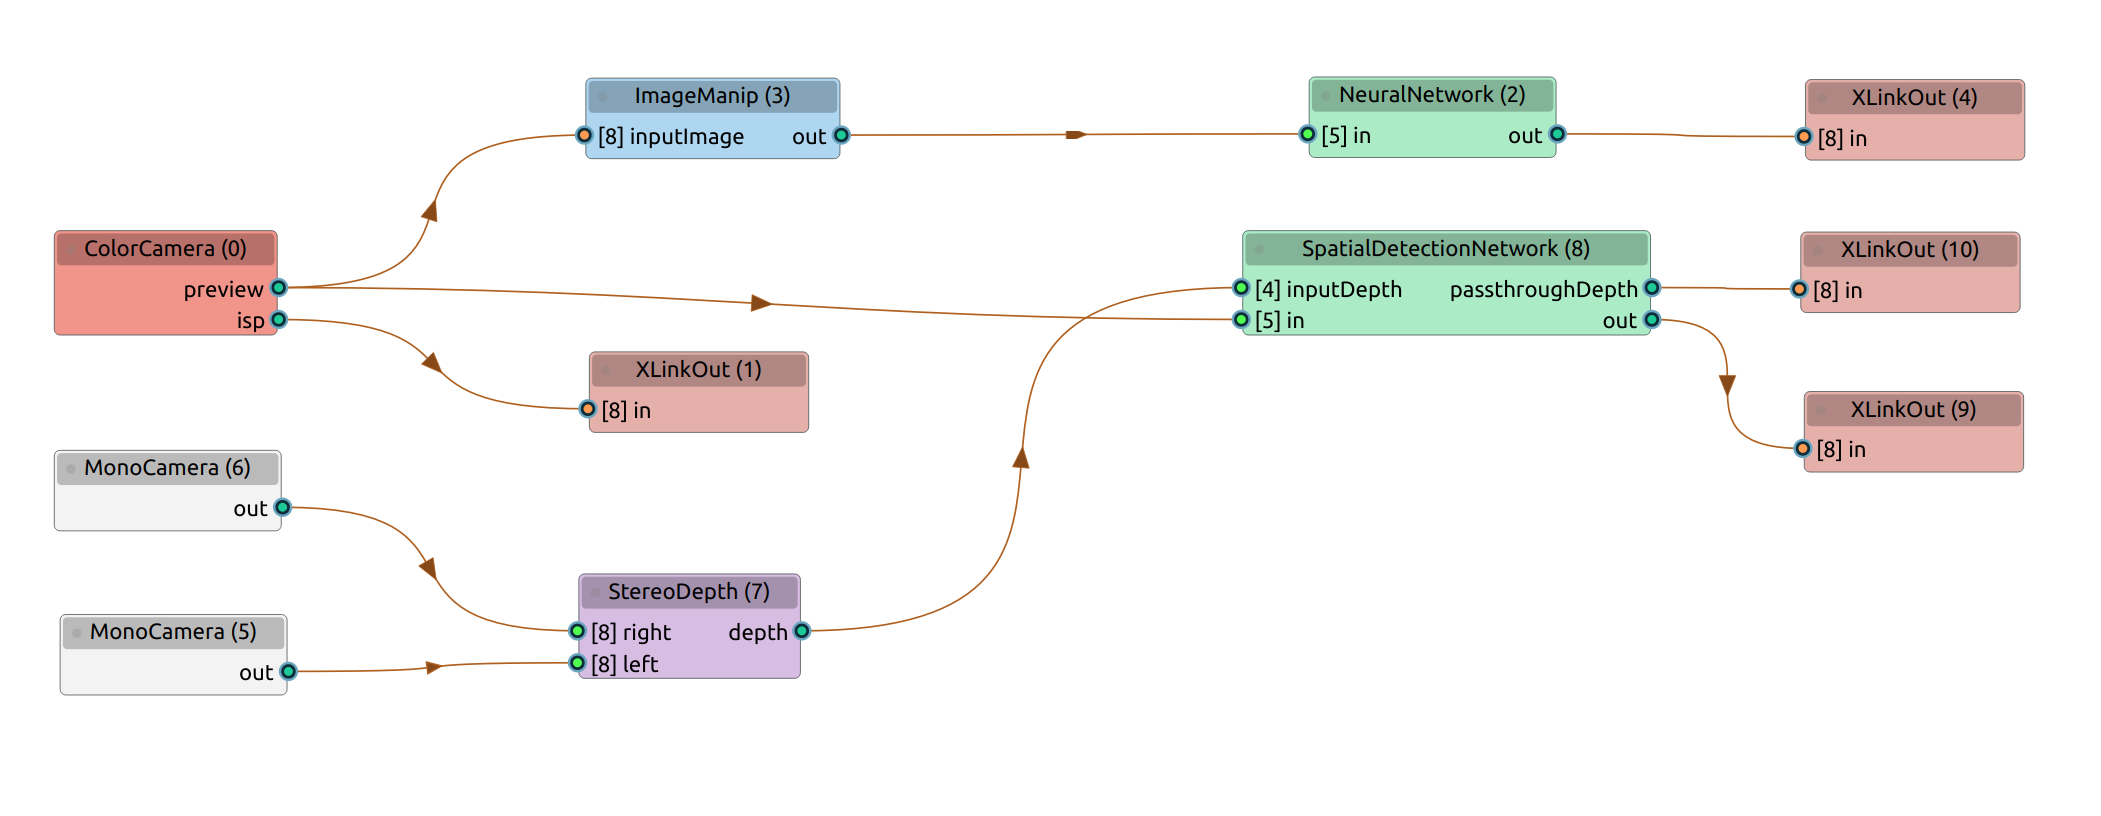 ImageManip (3)
[8] inputImage out
NeuralNetwork (2)
[5] in out
XLinkOut (4)
[8] in
ColorCamera (0)
preview
isp
SpatialDetectionNetwork (8)
[4] inputDepth passthroughDepth
[5] in out
XLinkOut (10)
[8] in
XLinkOut (1)
[8] in
XLinkOut (9)
[8] in
MonoCamera (6)
out
StereoDepth (7)
[8] right depth
[8] left
MonoCamera (5)
out